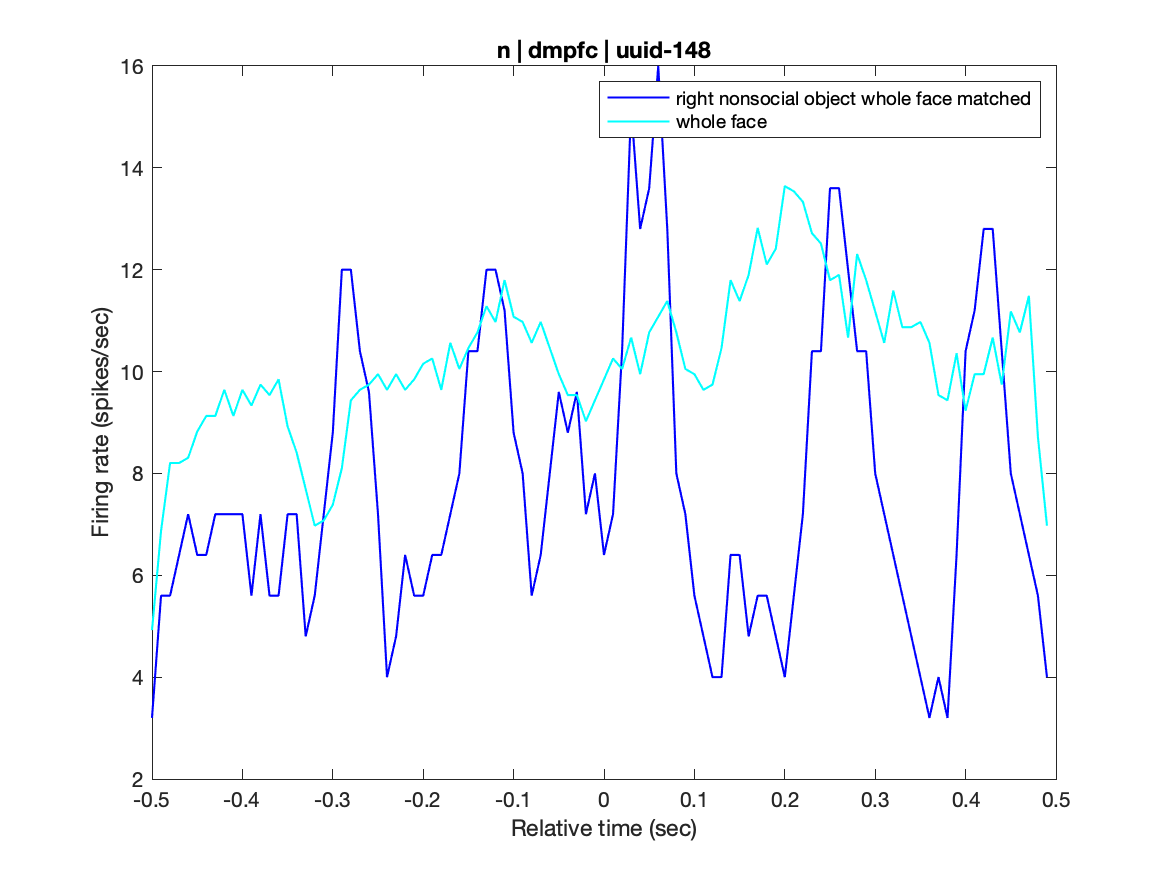 n | dmpfc | uuid-148
16
right nonsocial object whole face matched
whole face
14
12
10
8
6
4
2
Firing rate (spikes/sec)
-0.5 -0.4 -0.3 -0.2 -0.1 0 0.1 0.2 0.3 0.4 0.5
Relative time (sec)